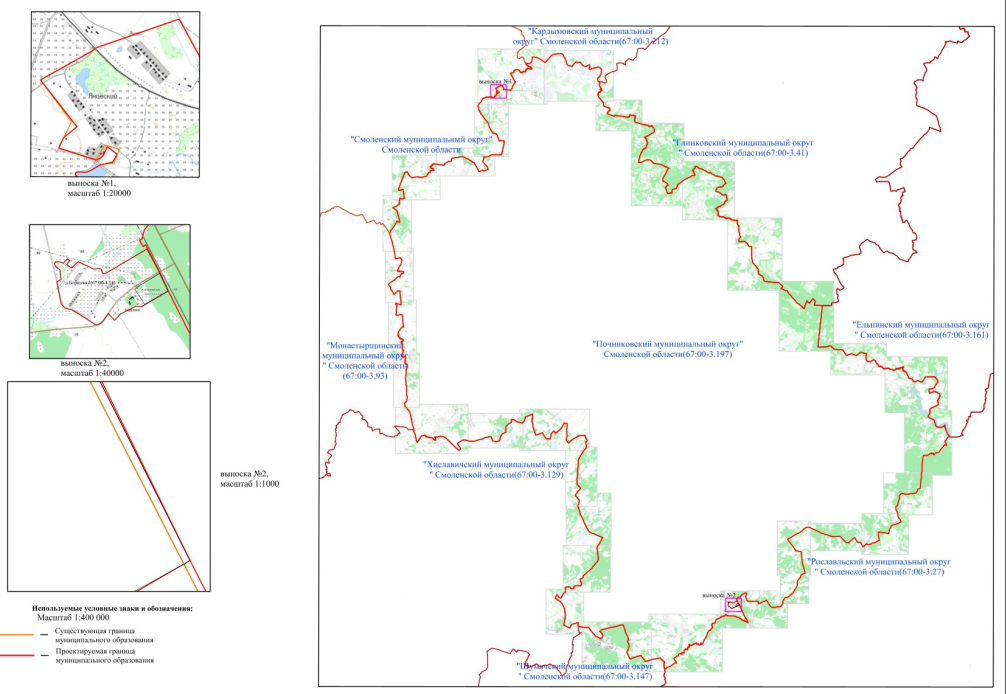 "Кардымовский муниципальный
округ" Смоленской области(67:00-3.212)
выноска №1
Яновский
"Смоленский муниципальный округ"
Смоленской области
"Глинковский муниципальный округ
" Смоленской области(67:00-3.41)
выноска №1,
масштаб 1:20000
"Ельнинский муниципальный округ
" Смоленской области(67:00-3.161)
"Починковский муниципальный округ"
Смоленской области(67:00-3.197)
"Монастырщинский
муниципальный округ
" Смоленской области
(67:00-3.93)
выноска №2,
масштаб 1:40000
"Хиславичский муниципальный округ
" Смоленской области(67:00-3.129)
выноска №2,
масштаб 1:1000
"Рославльский муниципальный округ
" Смоленской области(67:00-3.27)
выноска №2
Используемые условные знаки и обозначения:
Масштаб 1:400 000
Существующая граница
муниципального образования
Проектируемая граница
муниципального образования
"Шумячский муниципальный округ
" Смоленской области(67:00-3.147)